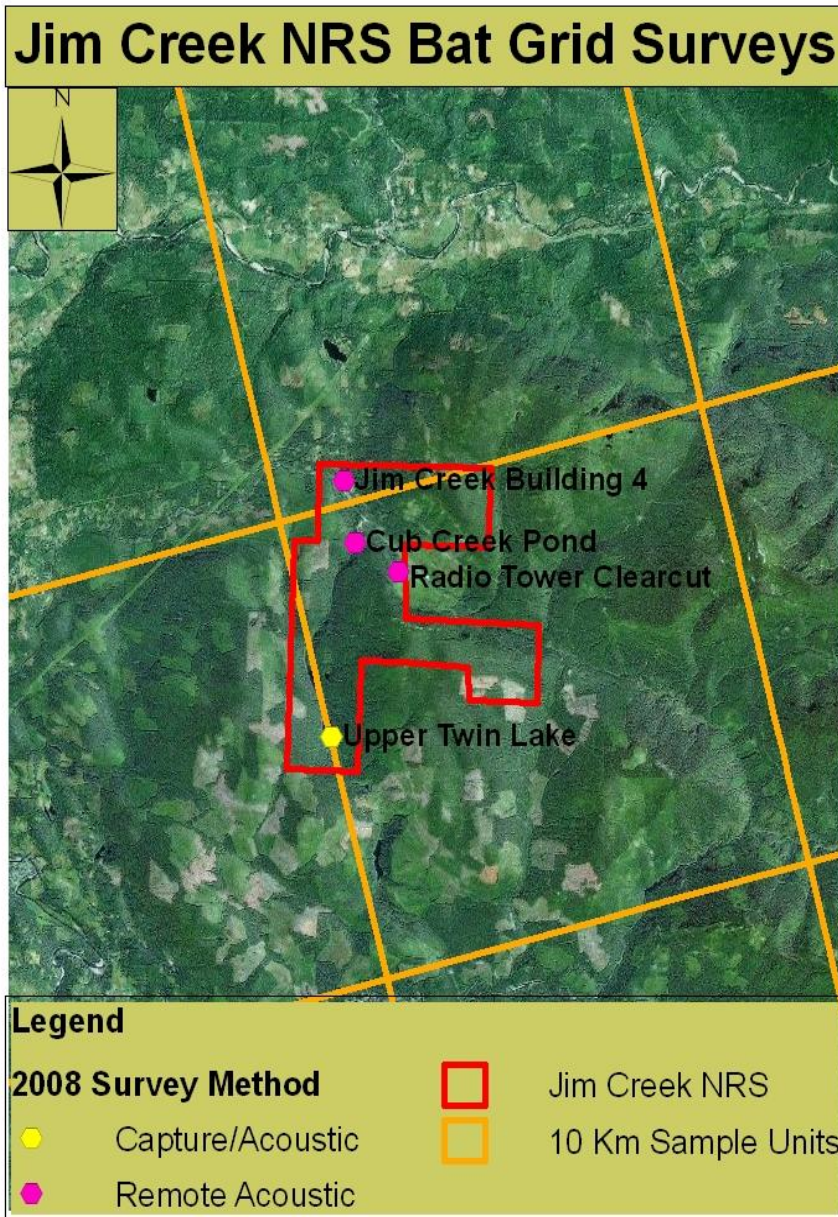 Jim Creek NRS Bat Grid Surveys
N
Jim Creek Building 4
Cub Creek Pond
Radio Tower Clearcut
Upper Twin Lake
Legend
2008 Survey Method
Jim Creek NRS
Capture/Acoustic
10 Km Sample Units
Remote Acoustic